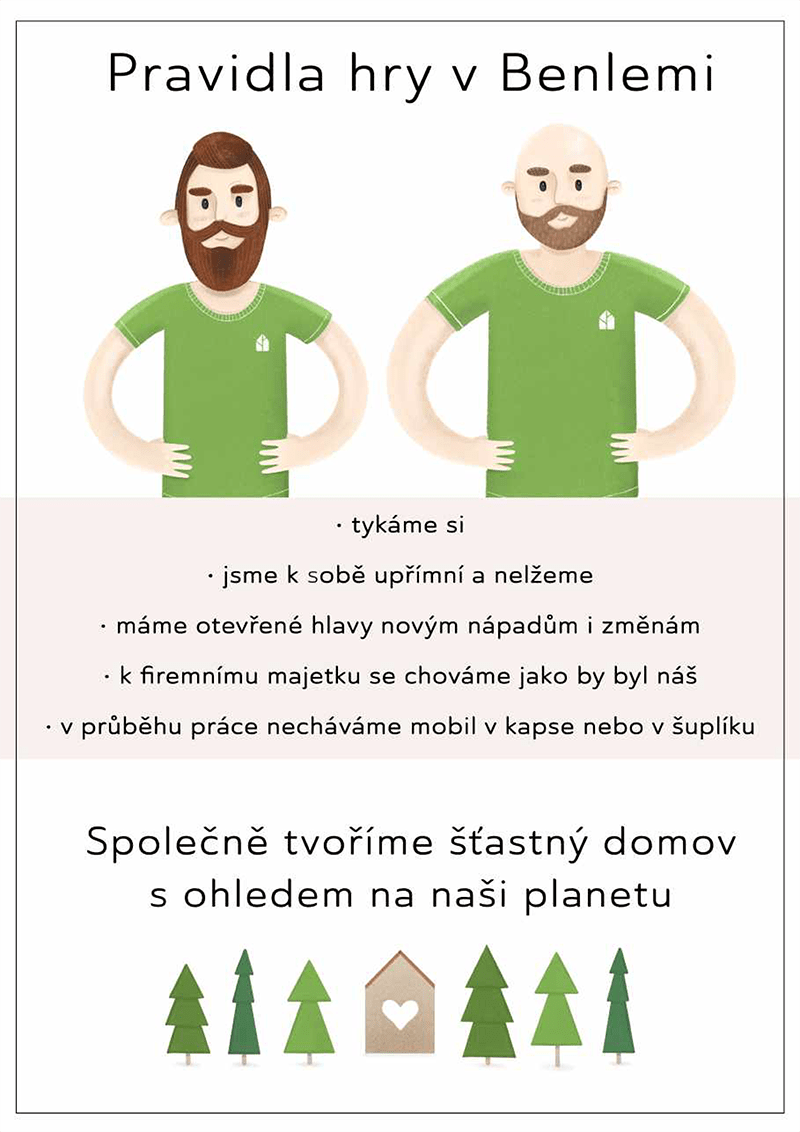 Pravidla hry v Benlemi
· tykáme si
· jsme k sobě upřímní a nelžeme
· máme otevřené hlavy novým nápadům i změnám
· k firemnímu majetku se chováme jako by byl náš
· v průběhu práce necháváme mobil v kapse nebo v šuplíku
Společně tvoříme šťastný domov
s ohledem na naši planetu